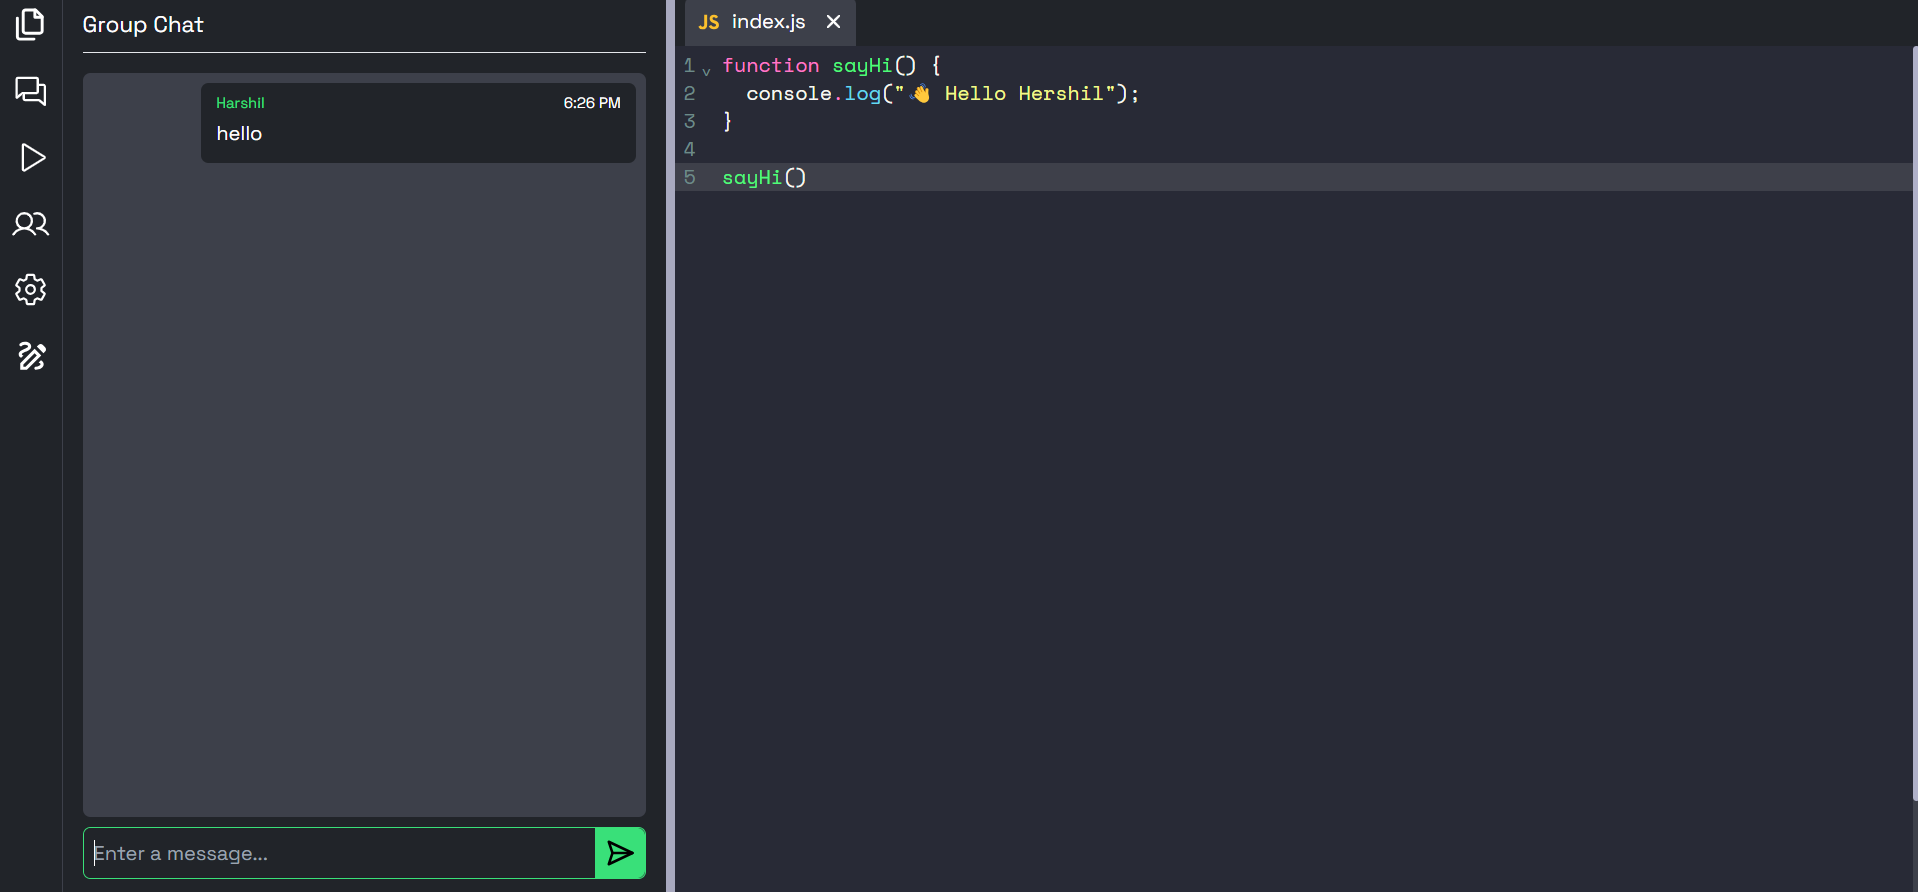 Group Chat
Harshil 6:26 PM
hello
Enter a message...
JS index.js
1 function sayHi() {
2 console.log("👋 Hello Hershil");
3 }
4
5 sayHi()